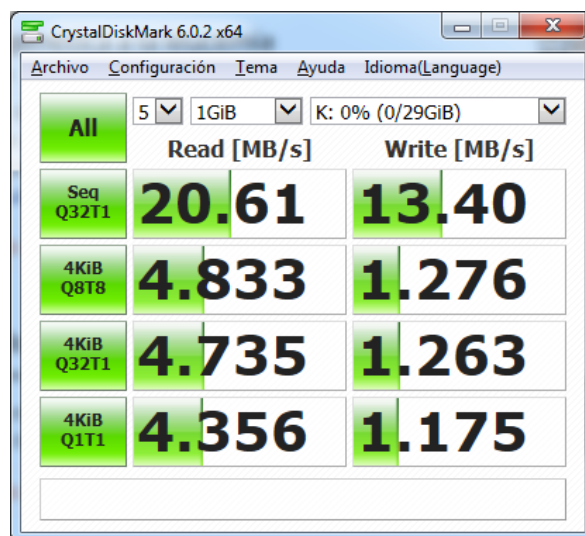 CrystalDiskMark 6.0.2 x64
Archivo Configuración Tema Ayuda Idioma(Language)
All 5 1GiB K: 0% (0/29GiB)
Read [MB/s] Write [MB/s]
Seq Q32T1 20.61 13.40
4KiB Q8T8 4.833 1.276
4KiB Q32T1 4.735 1.263
4KiB Q1T1 4.356 1.175